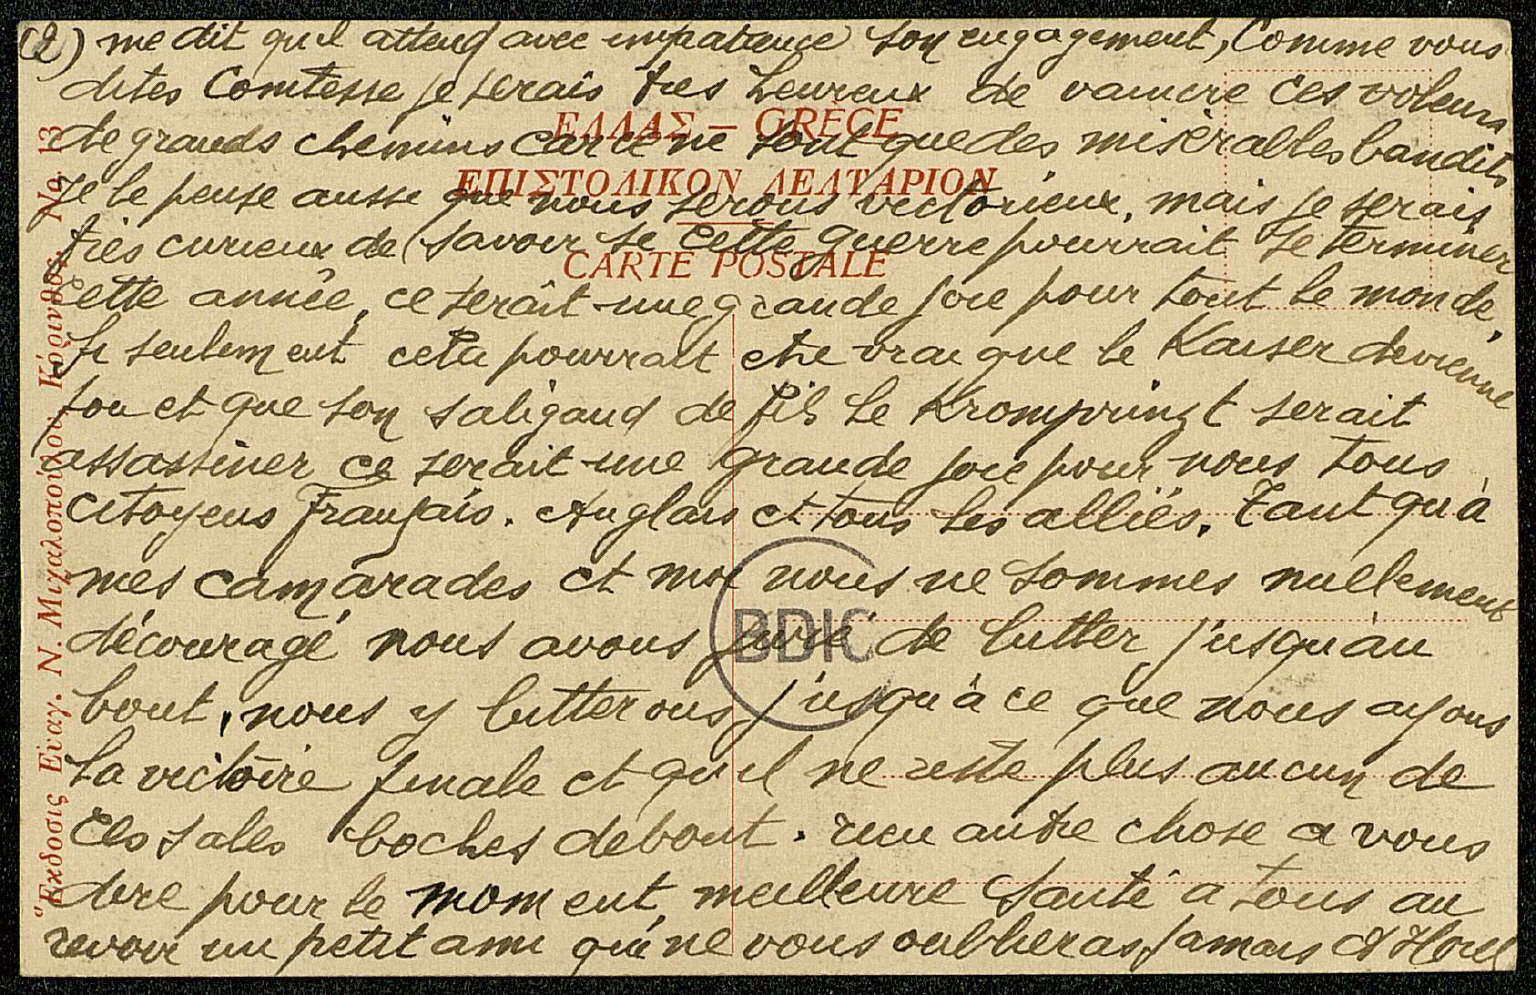 (2) me dit qu'il attend avec impatience son engagement, Comme vous
dites Comtesse je serais tres heureux de vaincre ces voleurs
de grands chemins car ce ne sont que des misérables bandits
Je le pense aussi que nous serons victorieux, mais je serais
très curieux de savoir si cette guerre pourrait se terminer
cette année, ce serait une grande joie pour tout le monde,
Si seulement cela pourrait etre vrai que le Kaiser devienne
fou et que son saligaud de fils le Krompringt serait
assassiner ce serait une grande joie pour nous tous
citoyens Français. Anglais et tous les alliés. Tant qu'à
mes camarades et moi nous ne sommes nullement
découragé nous avons juré de lutter j'usqu'au
bout, nous y lutterons j'usqu'à ce que nous ayons
la victoire finale et qu'il ne reste plus aucun de
ces sales boches debout. rien autre chose a vous
dire pour le moment, meilleure santé a tous au
revoir un petit ami qui ne vous oublieras jamais
ΕΛΛΑΣ — GRÈCE
ΕΠΙΣΤΟΛΙΚΟΝ ΔΕΛΤΑΡΙΟΝ
CARTE POSTALE
Ἔκδοσις Εὐαγ. Ν. Μιχαλοπούλου Κόρινθος Νο 13
BDIC